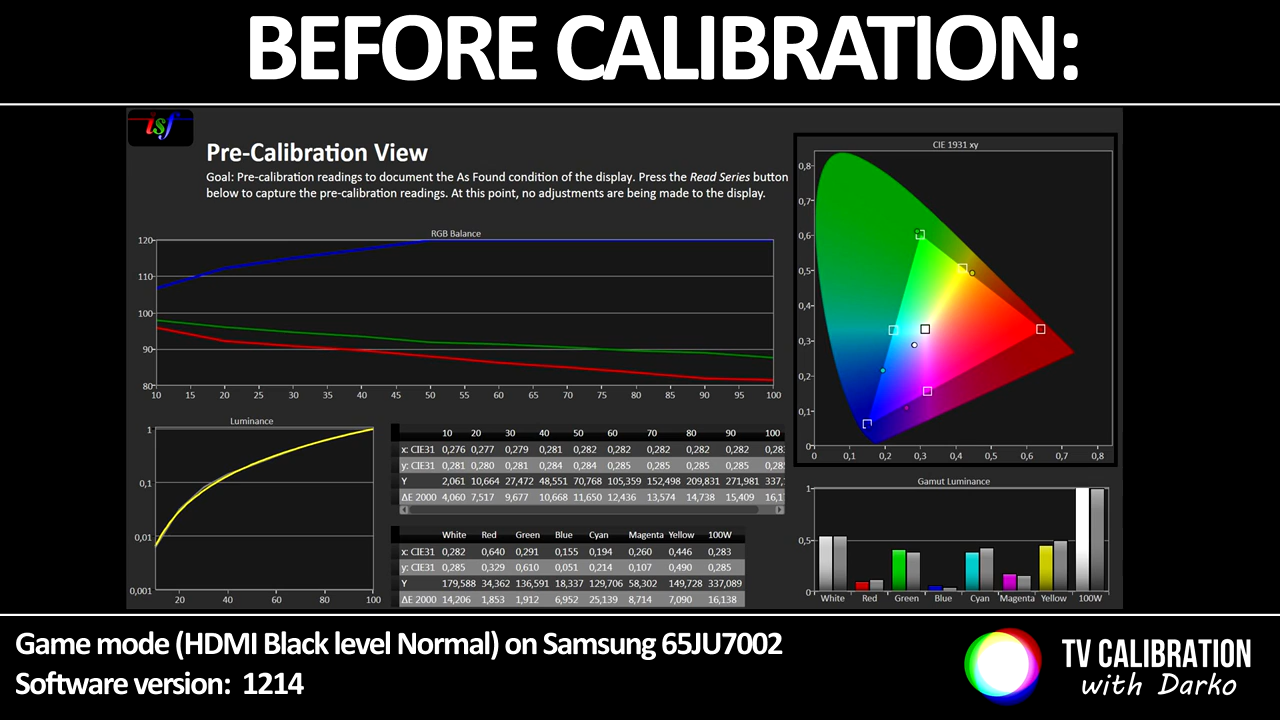 BEFORE CALIBRATION:
isf
Pre-Calibration View
Goal: Pre-calibration readings to document the As Found condition of the display. Press the Read Series button
below to capture the pre-calibration readings. At this point, no adjustments are being made to the display.
RGB Balance
120
110
100
90
80
10 15 20 25 30 35 40 45 50 55 60 65 70 75 80 85 90 95 100
CIE 1931 xy
0,8
0,7
0,6
0,5
0,4
0,3
0,2
0,1
0
0 0,1 0,2 0,3 0,4 0,5 0,6 0,7 0,8
Luminance
1
0,1
0,01
0,001
20 40 60 80 100
10 20 30 40 50 60 70 80 90 100
x: CIE31 0,276 0,277 0,279 0,281 0,282 0,282 0,282 0,282 0,282 0,28
y: CIE31 0,281 0,280 0,281 0,284 0,284 0,285 0,285 0,285 0,285 0,28
Y 2,061 10,664 27,472 48,551 70,768 105,359 152,498 209,831 271,981 337,
ΔE 2000 4,060 7,517 9,677 10,668 11,650 12,436 13,574 14,738 15,409 16,1
White Red Green Blue Cyan Magenta Yellow 100W
x: CIE31 0,282 0,640 0,291 0,155 0,194 0,260 0,446 0,283
y: CIE31 0,285 0,329 0,610 0,051 0,214 0,107 0,490 0,285
Y 179,588 34,362 136,591 18,337 129,706 58,302 149,728 337,089
ΔE 2000 14,206 1,853 1,912 6,952 25,139 8,714 7,090 16,138
Gamut Luminance
1
0,5
0
White Red Green Blue Cyan Magenta Yellow 100W
Game mode (HDMI Black level Normal) on Samsung 65JU7002
Software version: 1214
TV CALIBRATION
with Darko